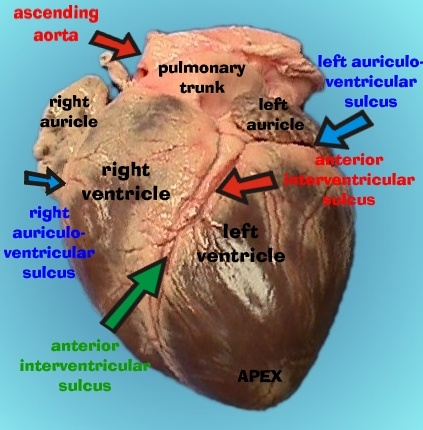 ascending
aorta
pulmonary
trunk
left auriculo-
ventricular
sulcus
right
auricle
left
auricle
anterior
interventricular
sulcus
right
ventricle
right
auriculo-
ventricular
sulcus
left
ventricle
anterior
interventricular
sulcus
APEX